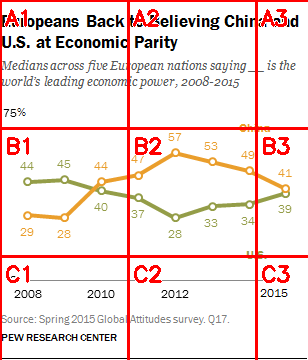 A1 A2 A3
Europeans Back to Believing China and
U.S. at Economic Parity
Medians across five European nations saying __ is the
world's leading economic power, 2008-2015
75%
China
B1 B2 B3
44 45 44 47 57 53 49 41
29 28 40 37 28 33 34 39
U.S.
C1 C2 C3
2008 2010 2012 2015
Source: Spring 2015 Global Attitudes survey. Q17.
PEW RESEARCH CENTER